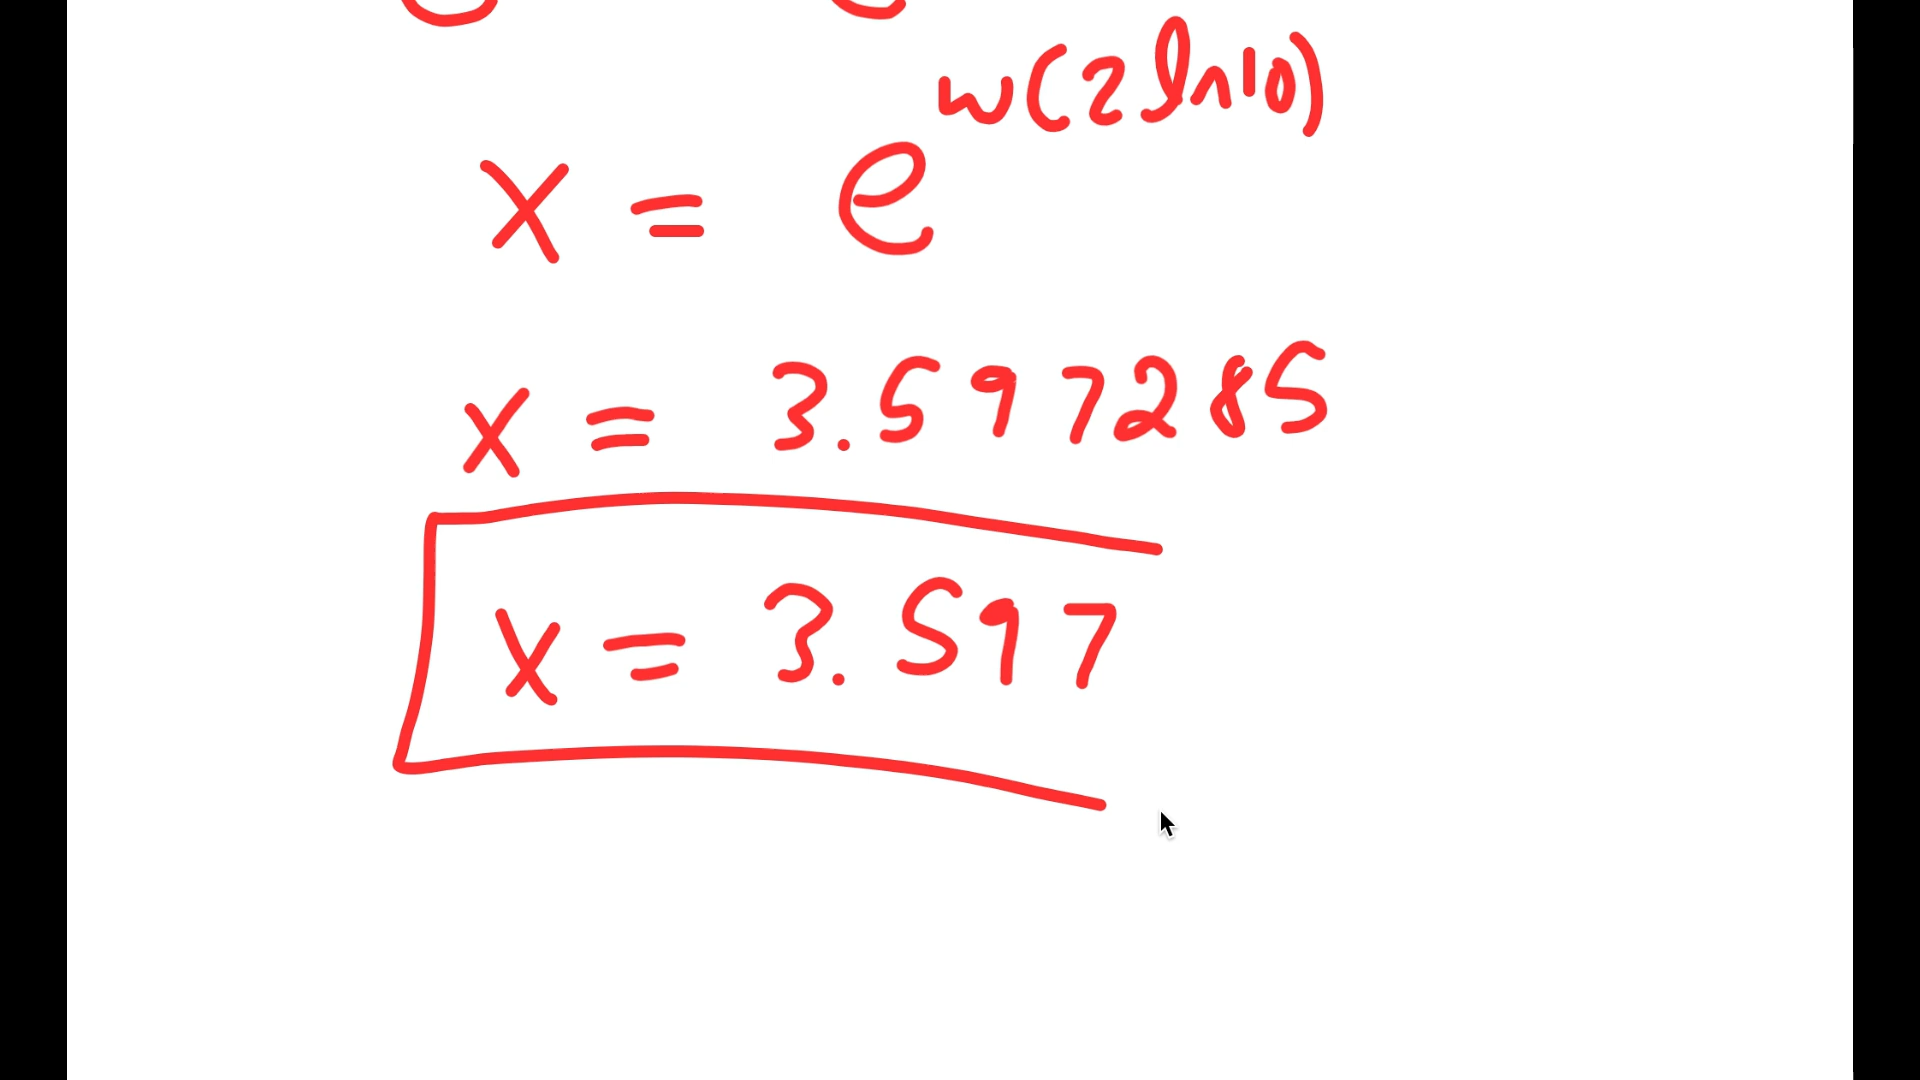 x = e^w(2ln10)
x = 3.597285
x = 3.597